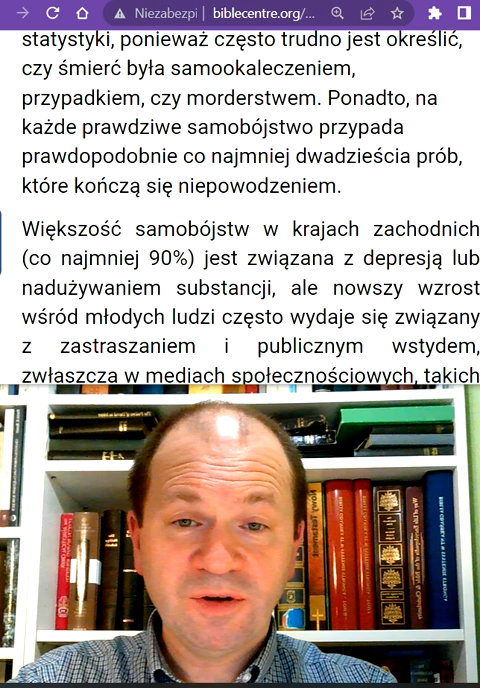 Niezabezpi | biblecentre.org/...
statystyki, ponieważ często trudno jest określić,
czy śmierć była samookaleczeniem,
przypadkiem, czy morderstwem. Ponadto, na
każde prawdziwe samobójstwo przypada
prawdopodobnie co najmniej dwadzieścia prób,
które kończą się niepowodzeniem.
Większość samobójstw w krajach zachodnich
(co najmniej 90%) jest związana z depresją lub
nadużywaniem substancji, ale nowszy wzrost
wśród młodych ludzi często wydaje się związany
z zastraszaniem i publicznym wstydem,
zwłaszcza w mediach społecznościowych, takich